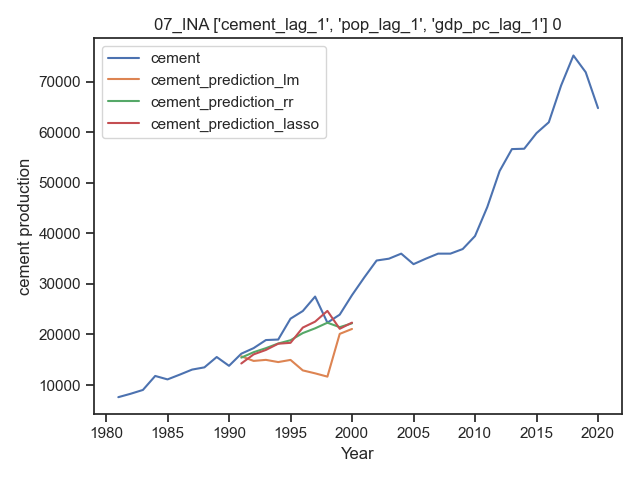 07_INA ['cement_lag_1', 'pop_lag_1', 'gdp_pc_lag_1'] 0
cement
cement_prediction_lm
cement_prediction_rr
cement_prediction_lasso
70000
60000
50000
40000
30000
20000
10000
cement production
1980 1985 1990 1995 2000 2005 2010 2015 2020
Year